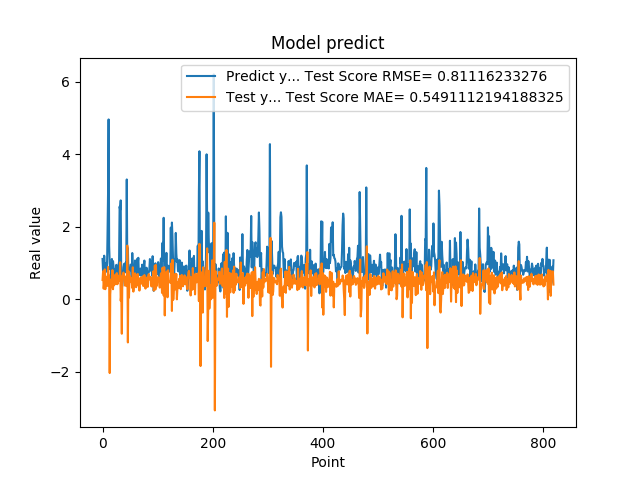 Model predict
Predict y... Test Score RMSE= 0.81116233276
Test y... Test Score MAE= 0.5491112194188325
Real value
6
4
2
0
−2
0 200 400 600 800
Point